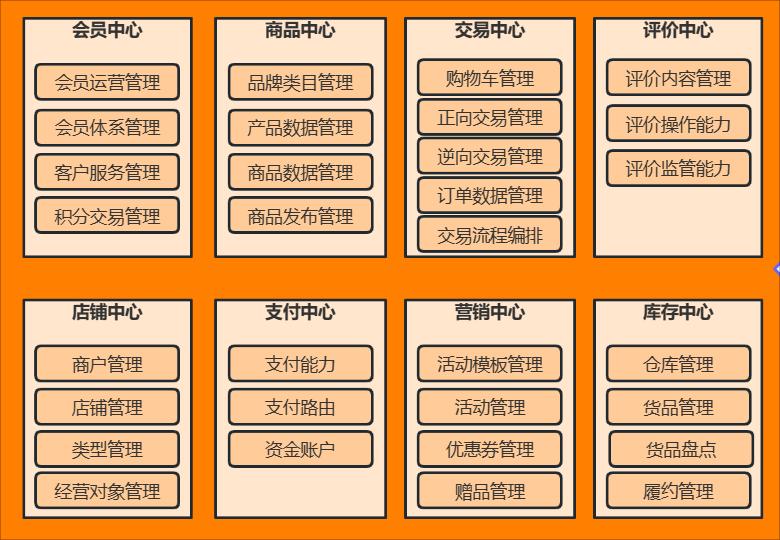 会员中心
会员运营管理
会员体系管理
客户服务管理
积分交易管理
商品中心
品牌类目管理
产品数据管理
商品数据管理
商品发布管理
交易中心
购物车管理
正向交易管理
逆向交易管理
订单数据管理
交易流程编排
评价中心
评价内容管理
评价操作能力
评价监管能力
店铺中心
商户管理
店铺管理
类型管理
经营对象管理
支付中心
支付能力
支付路由
资金账户
营销中心
活动模板管理
活动管理
优惠券管理
赠品管理
库存中心
仓库管理
货品管理
货品盘点
履约管理